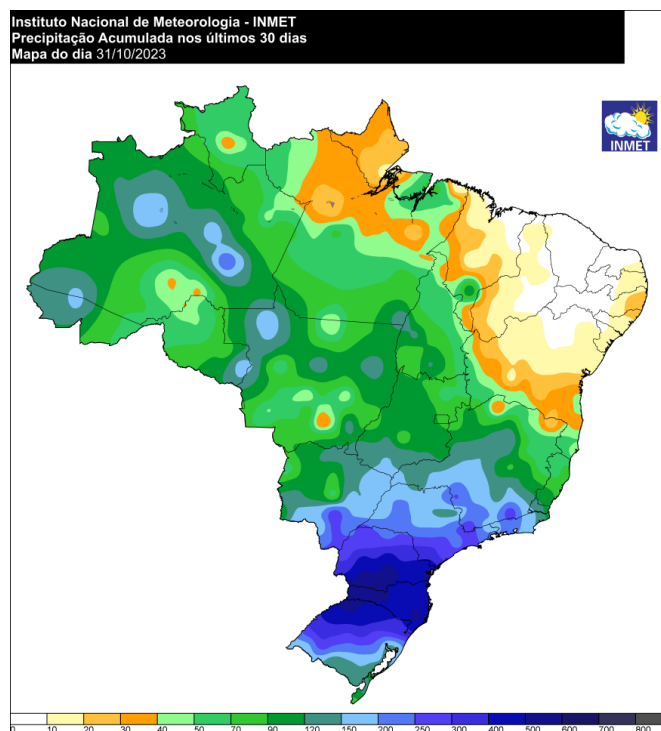 Instituto Nacional de Meteorologia - INMET
Precipitação Acumulada nos últimos 30 dias
Mapa do dia 31/10/2023
INMET
0 10 20 30 40 50 70 90 120 150 200 250 300 400 500 600 700 800